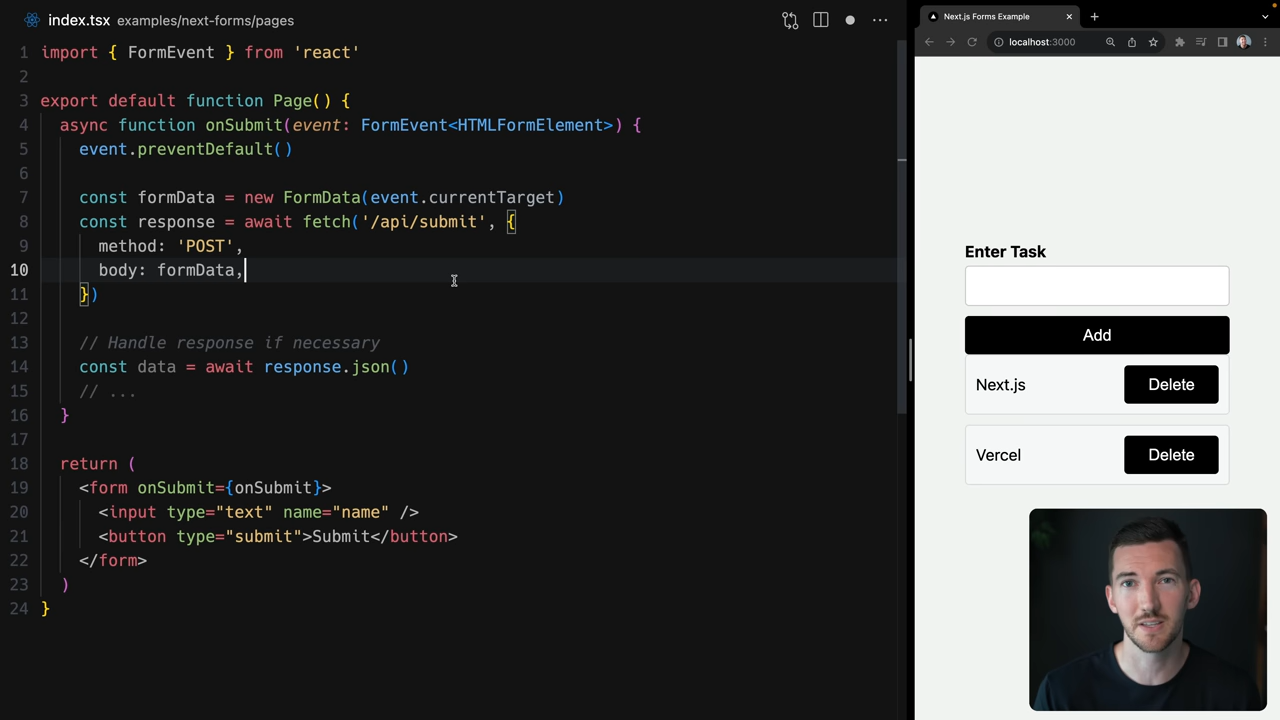 index.tsx examples/next-forms/pages
1 import { FormEvent } from 'react'
2
3 export default function Page() {
4 async function onSubmit(event: FormEvent<HTMLFormElement>) {
5 event.preventDefault()
6
7 const formData = new FormData(event.currentTarget)
8 const response = await fetch('/api/submit', {
9 method: 'POST',
10 body: formData,
11 })
12
13 // Handle response if necessary
14 const data = await response.json()
15 // ...
16 }
17
18 return (
19 <form onSubmit={onSubmit}>
20 <input type="text" name="name" />
21 <button type="submit">Submit</button>
22 </form>
23 )
24 }
Next.js Forms Example
localhost:3000
Enter Task
Add
Next.js Delete
Vercel Delete